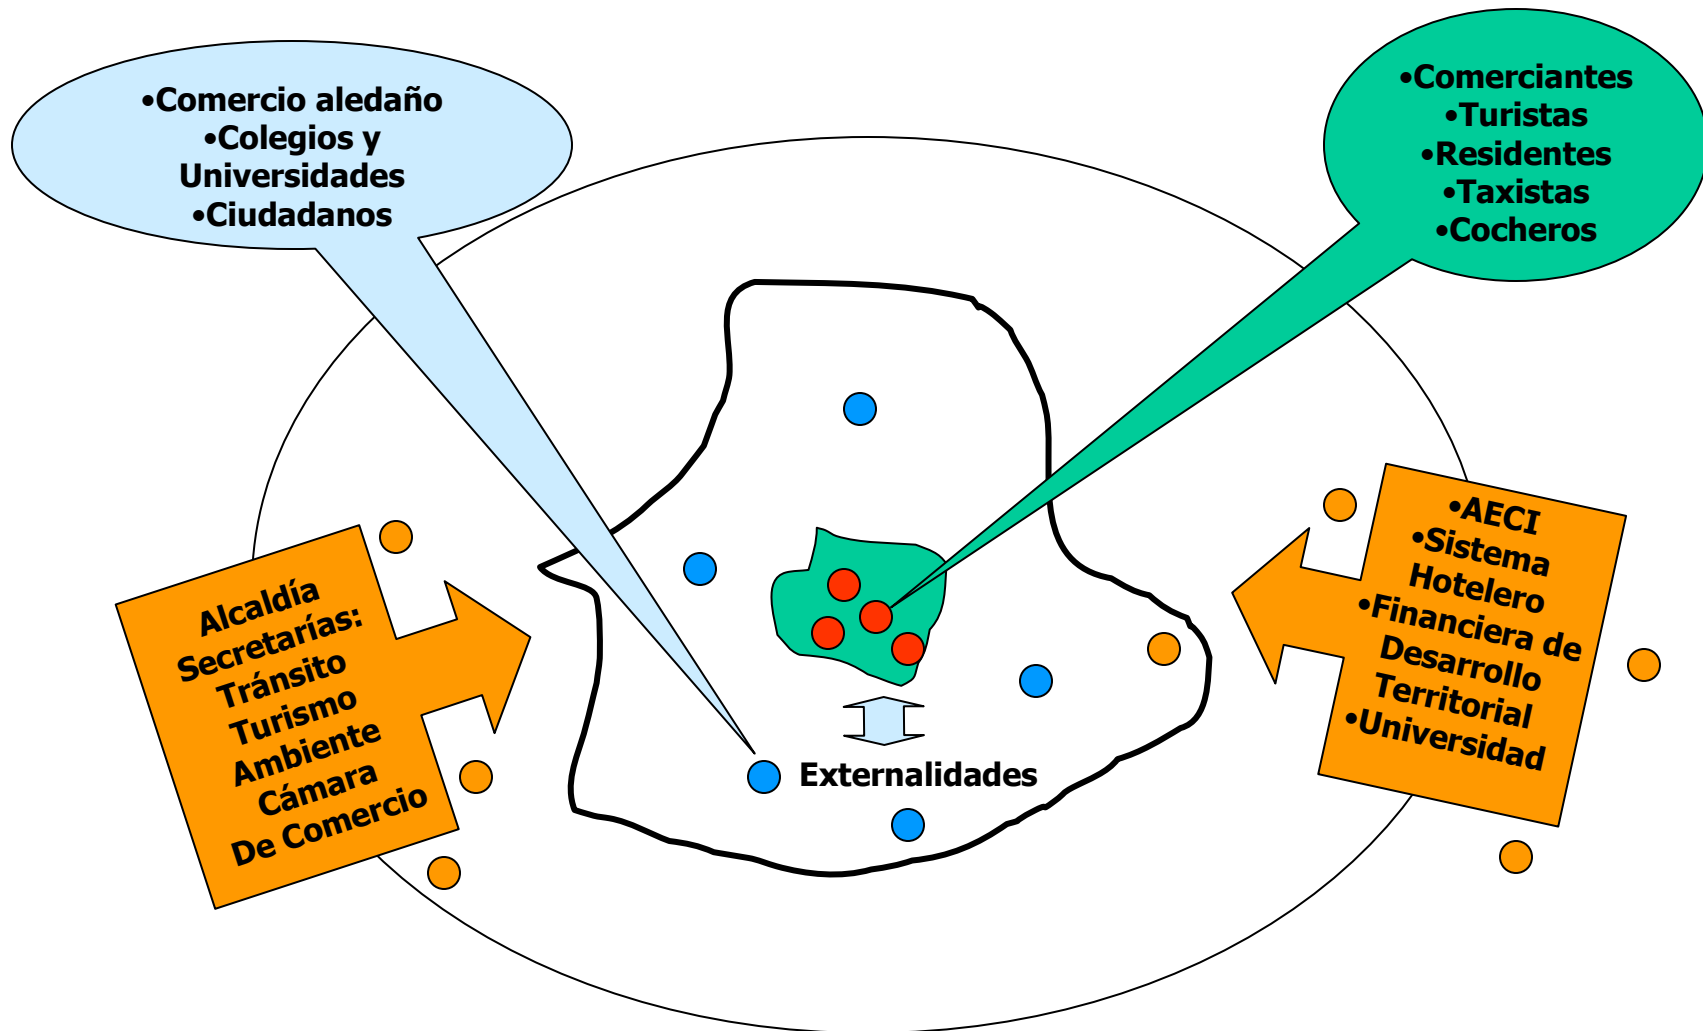 •Comercio aledaño
•Colegios y
Universidades
•Ciudadanos
•Comerciantes
•Turistas
•Residentes
•Taxistas
•Cocheros
Alcaldía
Secretarías:
Tránsito
Turismo
Ambiente
Cámara
De Comercio
•AECI
•Sistema
Hotelero
•Financiera de
Desarrollo
Territorial
•Universidad
Externalidades